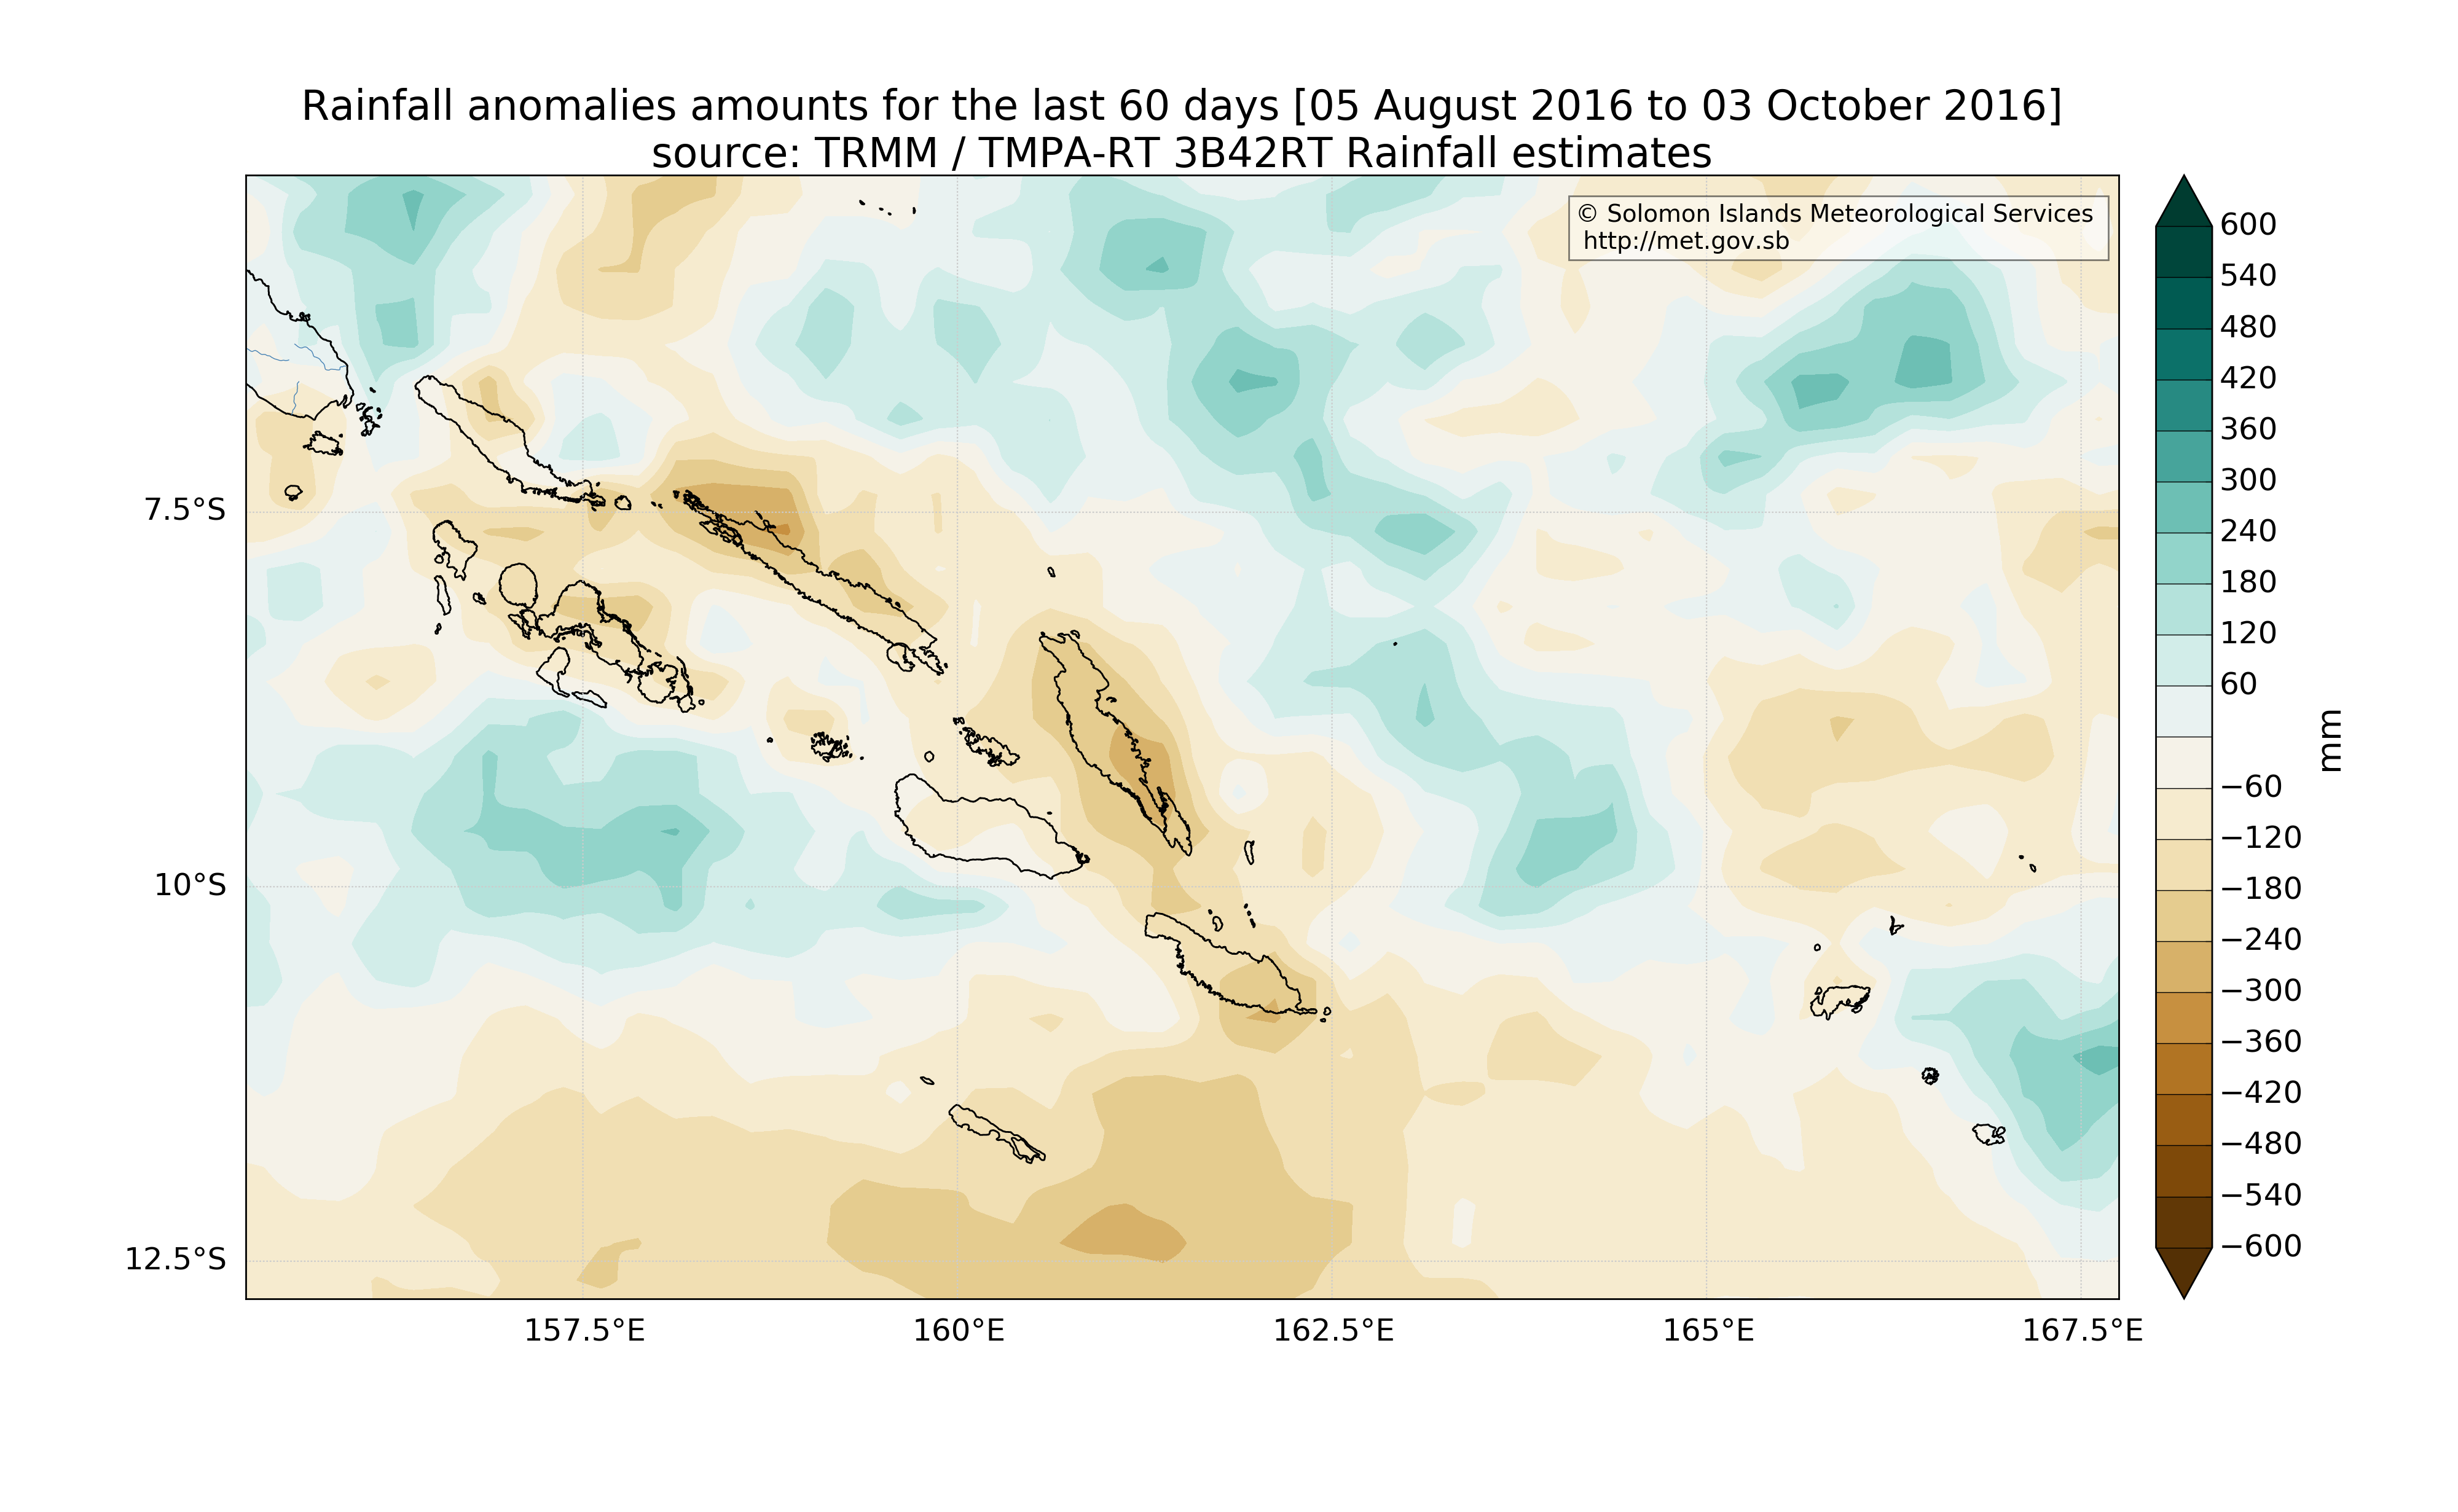 Rainfall anomalies amounts for the last 60 days [05 August 2016 to 03 October 2016]
source: TRMM / TMPA-RT 3B42RT Rainfall estimates
© Solomon Islands Meteorological Services
http://met.gov.sb
7.5°S
10°S
12.5°S
157.5°E
160°E
162.5°E
165°E
167.5°E
600
540
480
420
360
300
240
180
120
60
−60
−120
−180
−240
−300
−360
−420
−480
−540
−600
mm